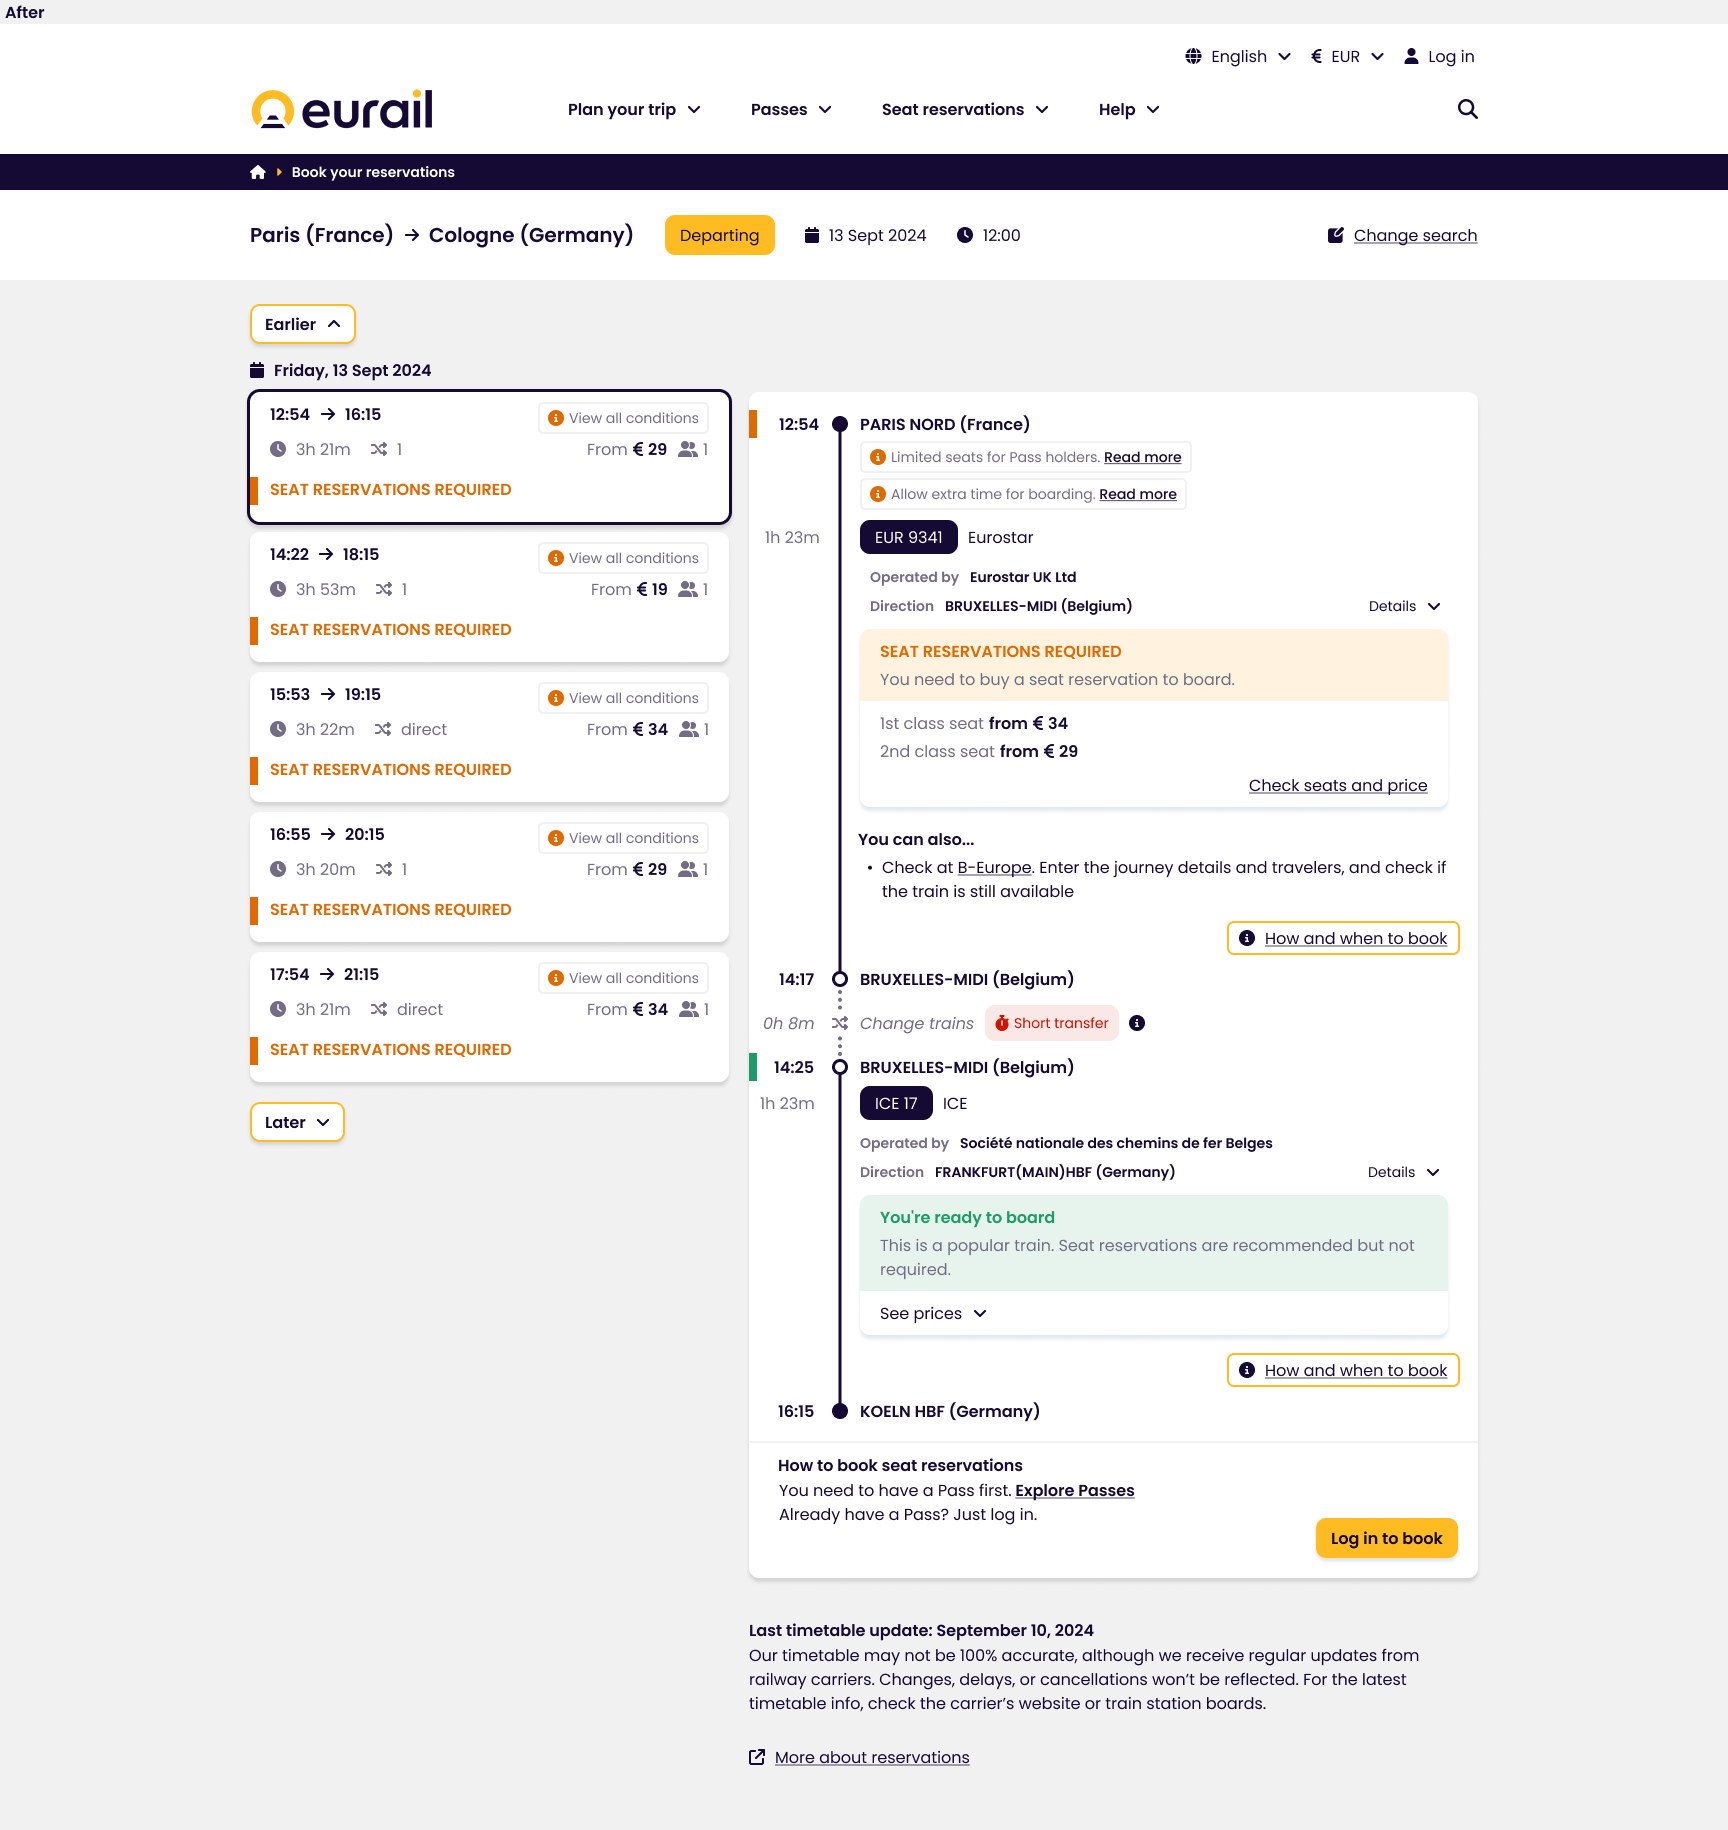 After
English
€ EUR
Log in
eurail
Plan your trip
Passes
Seat reservations
Help
Book your reservations
Paris (France) → Cologne (Germany)
Departing
13 Sept 2024
12:00
Change search
Earlier
Friday, 13 Sept 2024
12:54 → 16:15
View all conditions
3h 21m
1
From € 29
1
SEAT RESERVATIONS REQUIRED
14:22 → 18:15
View all conditions
3h 53m
1
From € 19
1
SEAT RESERVATIONS REQUIRED
15:53 → 19:15
View all conditions
3h 22m
direct
From € 34
1
SEAT RESERVATIONS REQUIRED
16:55 → 20:15
View all conditions
3h 20m
1
From € 29
1
SEAT RESERVATIONS REQUIRED
17:54 → 21:15
View all conditions
3h 21m
direct
From € 34
1
SEAT RESERVATIONS REQUIRED
Later
12:54
PARIS NORD (France)
Limited seats for Pass holders. Read more
Allow extra time for boarding. Read more
1h 23m
EUR 9341
Eurostar
Operated by Eurostar UK Ltd
Direction BRUXELLES-MIDI (Belgium)
Details
SEAT RESERVATIONS REQUIRED
You need to buy a seat reservation to board.
1st class seat from € 34
2nd class seat from € 29
Check seats and price
You can also...
• Check at B-Europe. Enter the journey details and travelers, and check if
the train is still available
How and when to book
14:17
BRUXELLES-MIDI (Belgium)
0h 8m
Change trains
Short transfer
14:25
BRUXELLES-MIDI (Belgium)
1h 23m
ICE 17
ICE
Operated by Société nationale des chemins de fer Belges
Direction FRANKFURT(MAIN)HBF (Germany)
Details
You're ready to board
This is a popular train. Seat reservations are recommended but not
required.
See prices
How and when to book
16:15
KOELN HBF (Germany)
How to book seat reservations
You need to have a Pass first. Explore Passes
Already have a Pass? Just log in.
Log in to book
Last timetable update: September 10, 2024
Our timetable may not be 100% accurate, although we receive regular updates from
railway carriers. Changes, delays, or cancellations won’t be reflected. For the latest
timetable info, check the carrier’s website or train station boards.
More about reservations